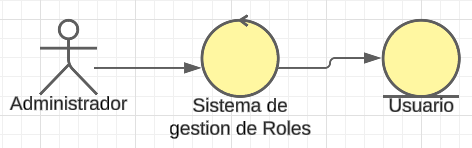 Administrador
Sistema de
gestion de Roles
Usuario